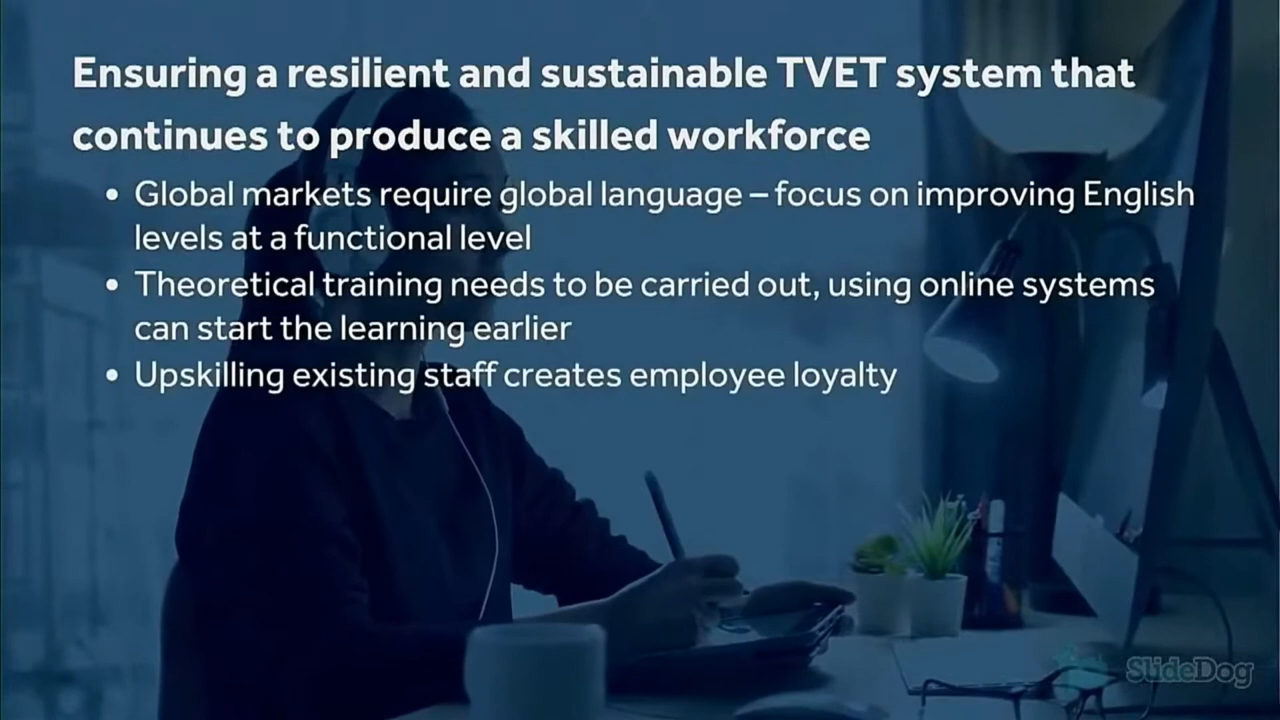 Ensuring a resilient and sustainable TVET system that
continues to produce a skilled workforce
• Global markets require global language – focus on improving English
levels at a functional level
• Theoretical training needs to be carried out, using online systems
can start the learning earlier
• Upskilling existing staff creates employee loyalty
SlideDog